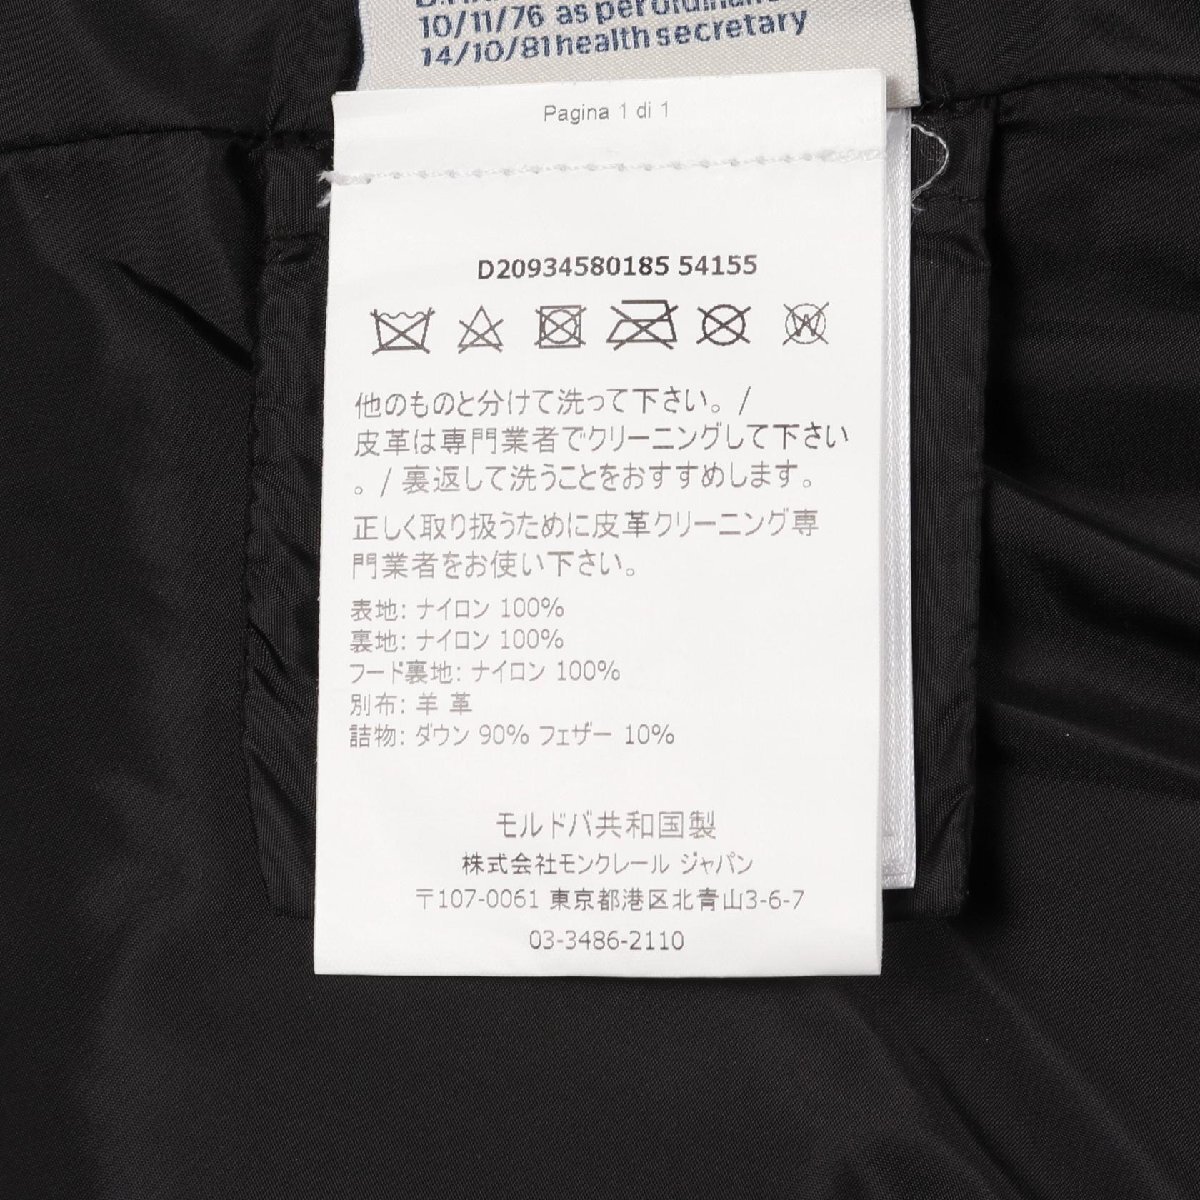 10/11/76 as per
14/10/81 health secretary
Pagina 1 di 1
D20934580185 54155
他のものと分けて洗って下さい。 /
皮革は専門業者でクリーニングして下さい
。/ 裏返して洗うことをおすすめします。
正しく取り扱うために皮革クリーニング専
門業者をお使い下さい。
表地: ナイロン 100%
裏地: ナイロン 100%
フード裏地: ナイロン 100%
別布: 羊 革
詰物: ダウン 90% フェザー 10%
モルドバ共和国製
株式会社モンクレール ジャパン
〒107-0061 東京都港区北青山3-6-7
03-3486-2110